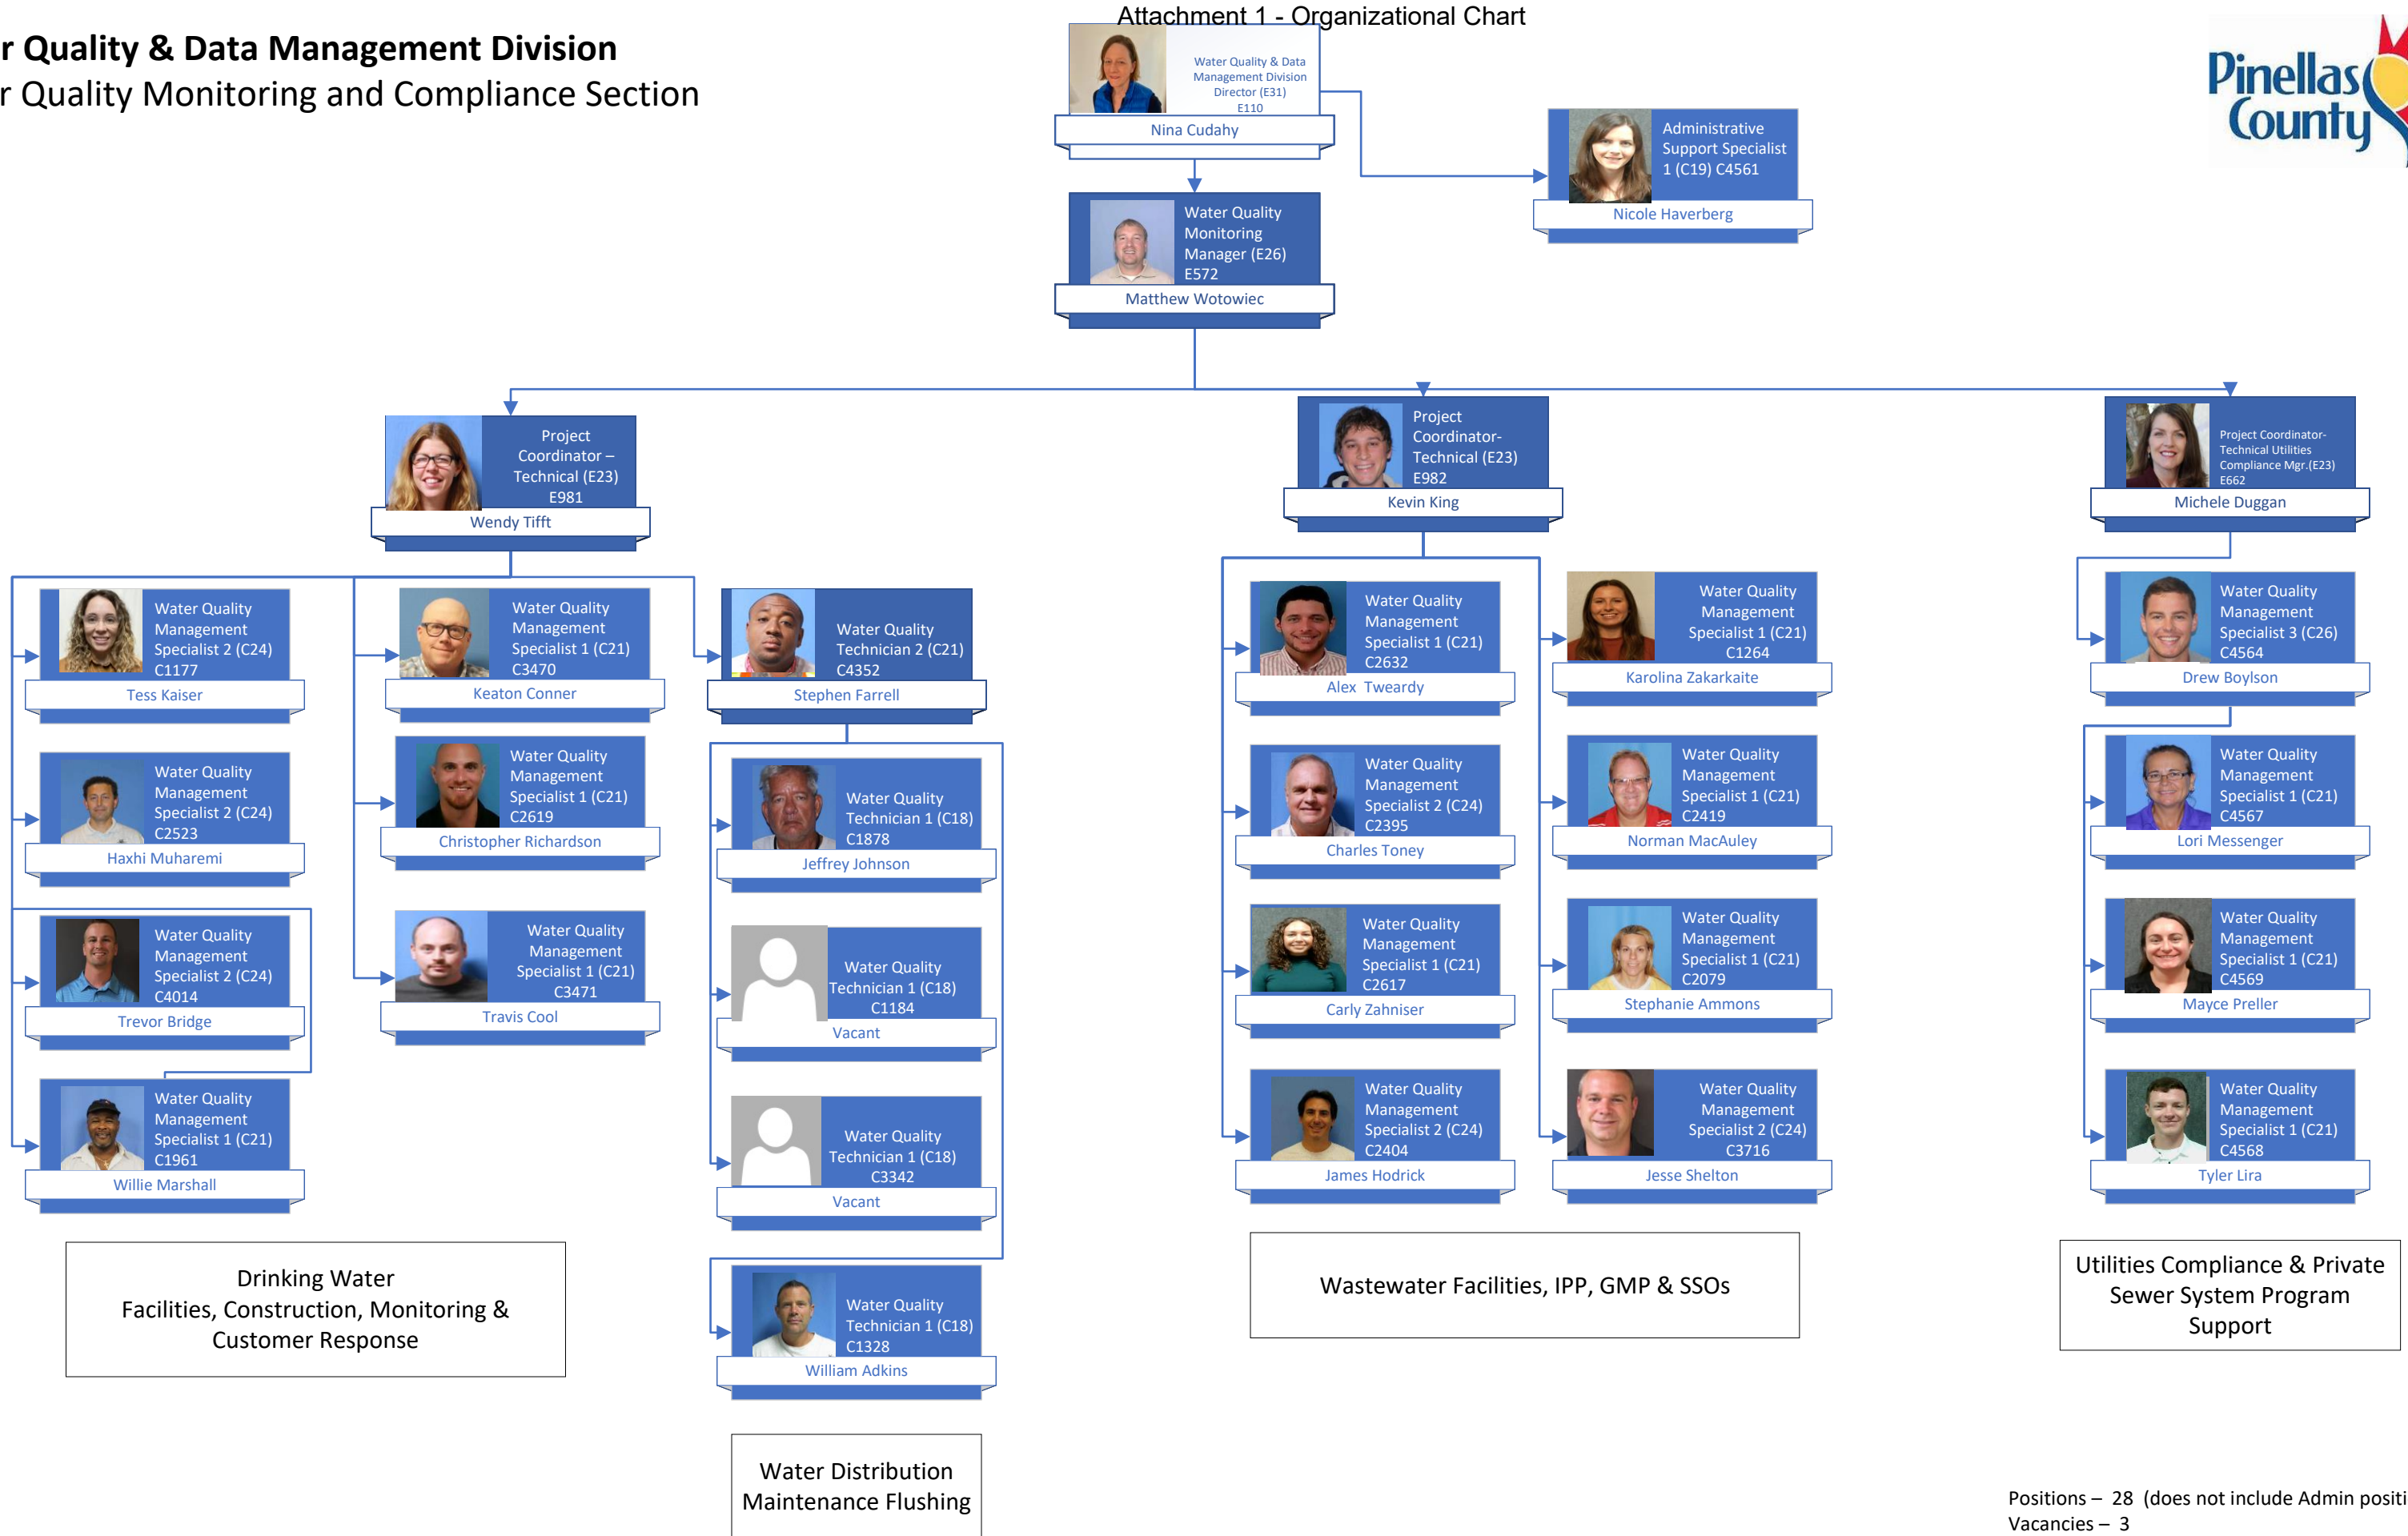 Attachment 1 - Organizational Chart
r Quality & Data Management Division
r Quality Monitoring and Compliance Section
Pinellas
County
Water Quality & Data
Management Division
Director (E31)
E110
Nina Cudahy
Administrative
Support Specialist
1 (C19) C4561
Nicole Haverberg
Water Quality
Monitoring
Manager (E26)
E572
Matthew Wotowiec
Project
Coordinator –
Technical (E23)
E981
Wendy Tifft
Project
Coordinator-
Technical (E23)
E982
Kevin King
Project Coordinator-
Technical Utilities
Compliance Mgr.(E23)
E662
Michele Duggan
Water Quality
Management
Specialist 2 (C24)
C1177
Tess Kaiser
Water Quality
Management
Specialist 2 (C24)
C2523
Haxhi Muharemi
Water Quality
Management
Specialist 2 (C24)
C4014
Trevor Bridge
Water Quality
Management
Specialist 1 (C21)
C1961
Willie Marshall
Water Quality
Management
Specialist 1 (C21)
C3470
Keaton Conner
Water Quality
Management
Specialist 1 (C21)
C2619
Christopher Richardson
Water Quality
Management
Specialist 1 (C21)
C3471
Travis Cool
Drinking Water
Facilities, Construction, Monitoring &
Customer Response
Water Quality
Technician 2 (C21)
C4352
Stephen Farrell
Water Quality
Technician 1 (C18)
C1878
Jeffrey Johnson
Water Quality
Technician 1 (C18)
C1184
Vacant
Water Quality
Technician 1 (C18)
C3342
Vacant
Water Quality
Technician 1 (C18)
C1328
William Adkins
Water Distribution
Maintenance Flushing
Water Quality
Management
Specialist 1 (C21)
C2632
Alex Tweardy
Water Quality
Management
Specialist 2 (C24)
C2395
Charles Toney
Water Quality
Management
Specialist 1 (C21)
C2617
Carly Zahniser
Water Quality
Management
Specialist 2 (C24)
C2404
James Hodrick
Water Quality
Management
Specialist 1 (C21)
C1264
Karolina Zakarkaite
Water Quality
Management
Specialist 1 (C21)
C2419
Norman MacAuley
Water Quality
Management
Specialist 1 (C21)
C2079
Stephanie Ammons
Water Quality
Management
Specialist 2 (C24)
C3716
Jesse Shelton
Wastewater Facilities, IPP, GMP & SSOs
Water Quality
Management
Specialist 3 (C26)
C4564
Drew Boylson
Water Quality
Management
Specialist 1 (C21)
C4567
Lori Messenger
Water Quality
Management
Specialist 1 (C21)
C4569
Mayce Preller
Water Quality
Management
Specialist 1 (C21)
C4568
Tyler Lira
Utilities Compliance & Private
Sewer System Program
Support
Positions – 28 (does not include Admin positi
Vacancies – 3